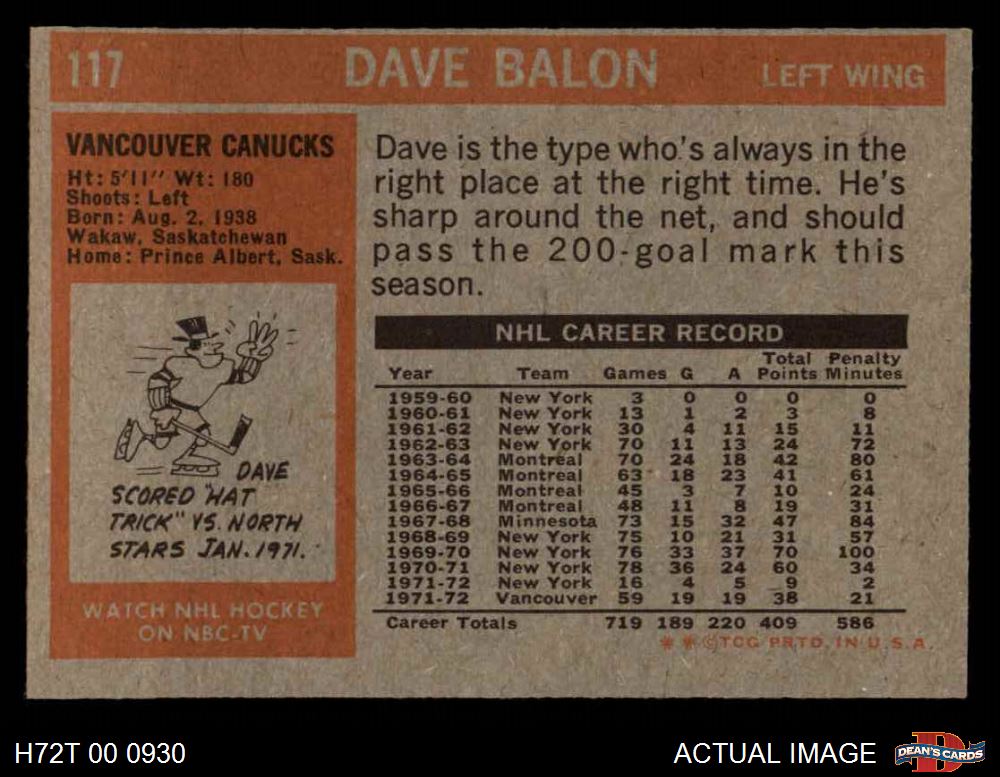 117 DAVE BALON LEFT WING
VANCOUVER CANUCKS
Ht: 5'11" Wt: 180
Shoots: Left
Born: Aug. 2, 1938
Wakaw, Saskatchewan
Home: Prince Albert, Sask.
DAVE
SCORED "HAT
TRICK" VS. NORTH
STARS JAN. 1971.
WATCH NHL HOCKEY
ON NBC-TV
Dave is the type who's always in the
right place at the right time. He's
sharp around the net, and should
pass the 200-goal mark this
season.
NHL CAREER RECORD
Total Penalty
Year Team Games G A Points Minutes
1959-60 New York 3 0 0 0 0
1960-61 New York 13 1 2 3 8
1961-62 New York 30 4 11 15 11
1962-63 New York 70 11 13 24 72
1963-64 Montreal 70 24 18 42 80
1964-65 Montreal 63 18 23 41 61
1965-66 Montreal 45 3 7 10 24
1966-67 Montreal 48 11 8 19 31
1967-68 Minnesota 73 15 32 47 84
1968-69 New York 75 10 21 31 57
1969-70 New York 76 33 37 70 100
1970-71 New York 78 36 24 60 34
1971-72 New York 16 4 5 9 2
1971-72 Vancouver 59 19 19 38 21
Career Totals 719 189 220 409 586
* * © TCG PRTD. IN U.S.A.
H72T 00 0930 ACTUAL IMAGE DEAN'S CARDS